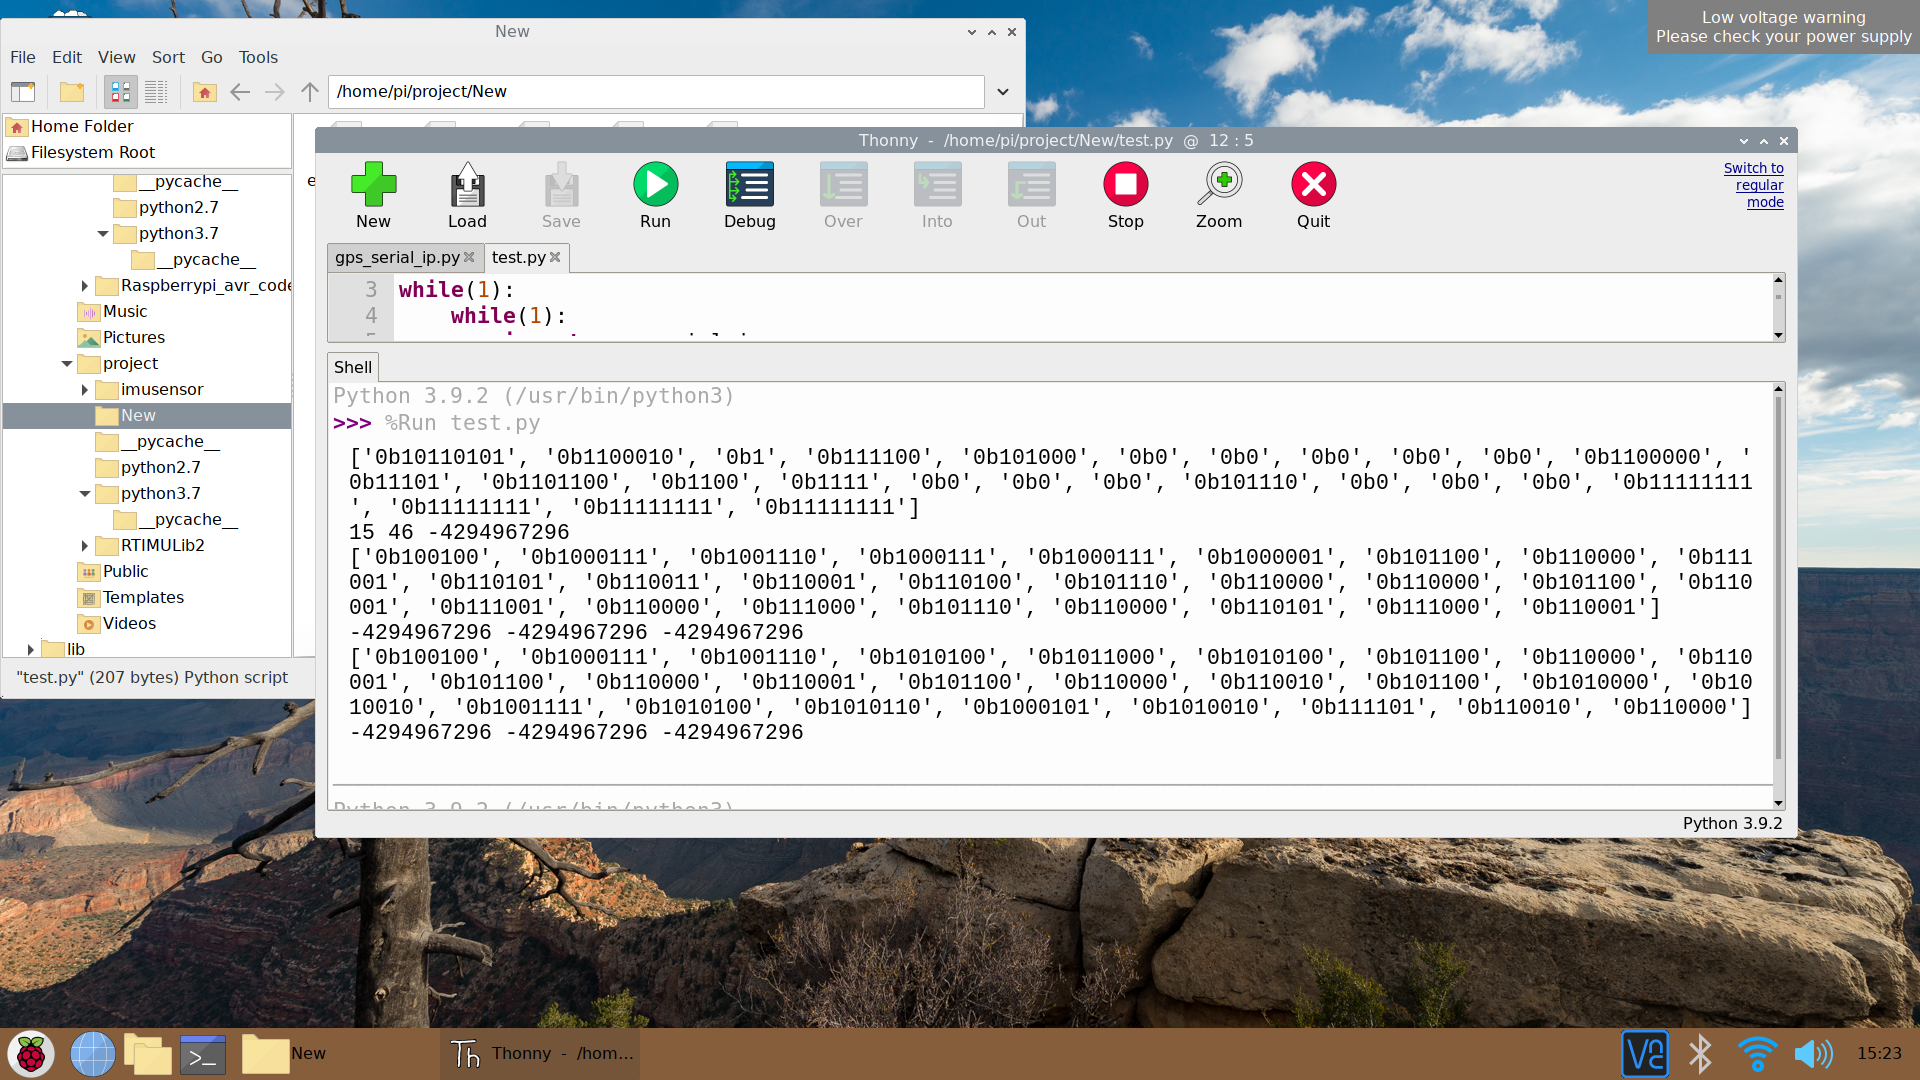 Low voltage warning
Please check your power supply
New
File Edit View Sort Go Tools
/home/pi/project/New
Home Folder
Filesystem Root
__pycache__
python2.7
python3.7
__pycache__
Raspberrypi_avr_code
Music
Pictures
project
imusensor
New
__pycache__
python2.7
python3.7
__pycache__
RTIMULib2
Public
Templates
Videos
lib
"test.py" (207 bytes) Python script
Thonny - /home/pi/project/New/test.py @ 12 : 5
New Load Save Run Debug Over Into Out Stop Zoom Quit
Switch to
regular
mode
gps_serial_ip.py test.py
3 while(1):
4 while(1):
Shell
Python 3.9.2 (/usr/bin/python3)
>>> %Run test.py
['0b10110101', '0b1100010', '0b1', '0b111100', '0b101000', '0b0', '0b0', '0b0', '0b0', '0b0', '0b1100000', '
0b11101', '0b1101100', '0b1100', '0b1111', '0b0', '0b0', '0b0', '0b101110', '0b0', '0b0', '0b0', '0b11111111
', '0b11111111', '0b11111111', '0b11111111']
15 46 -4294967296
['0b100100', '0b1000111', '0b1001110', '0b1000111', '0b1000111', '0b1000001', '0b101100', '0b110000', '0b111
001', '0b110101', '0b110011', '0b110001', '0b110100', '0b101110', '0b110000', '0b110000', '0b101100', '0b110
001', '0b111001', '0b110000', '0b111000', '0b101110', '0b110000', '0b110101', '0b111000', '0b110001']
-4294967296 -4294967296 -4294967296
['0b100100', '0b1000111', '0b1001110', '0b1010100', '0b1011000', '0b1010100', '0b101100', '0b110000', '0b110
001', '0b101100', '0b110000', '0b110001', '0b101100', '0b110000', '0b110010', '0b101100', '0b1010000', '0b10
10010', '0b1001111', '0b1010100', '0b1010110', '0b1000101', '0b1010010', '0b111101', '0b110010', '0b110000']
-4294967296 -4294967296 -4294967296
Python 3.9.2 (/usr/bin/python3)
Python 3.9.2
New
Th Thonny - /hom...
15:23